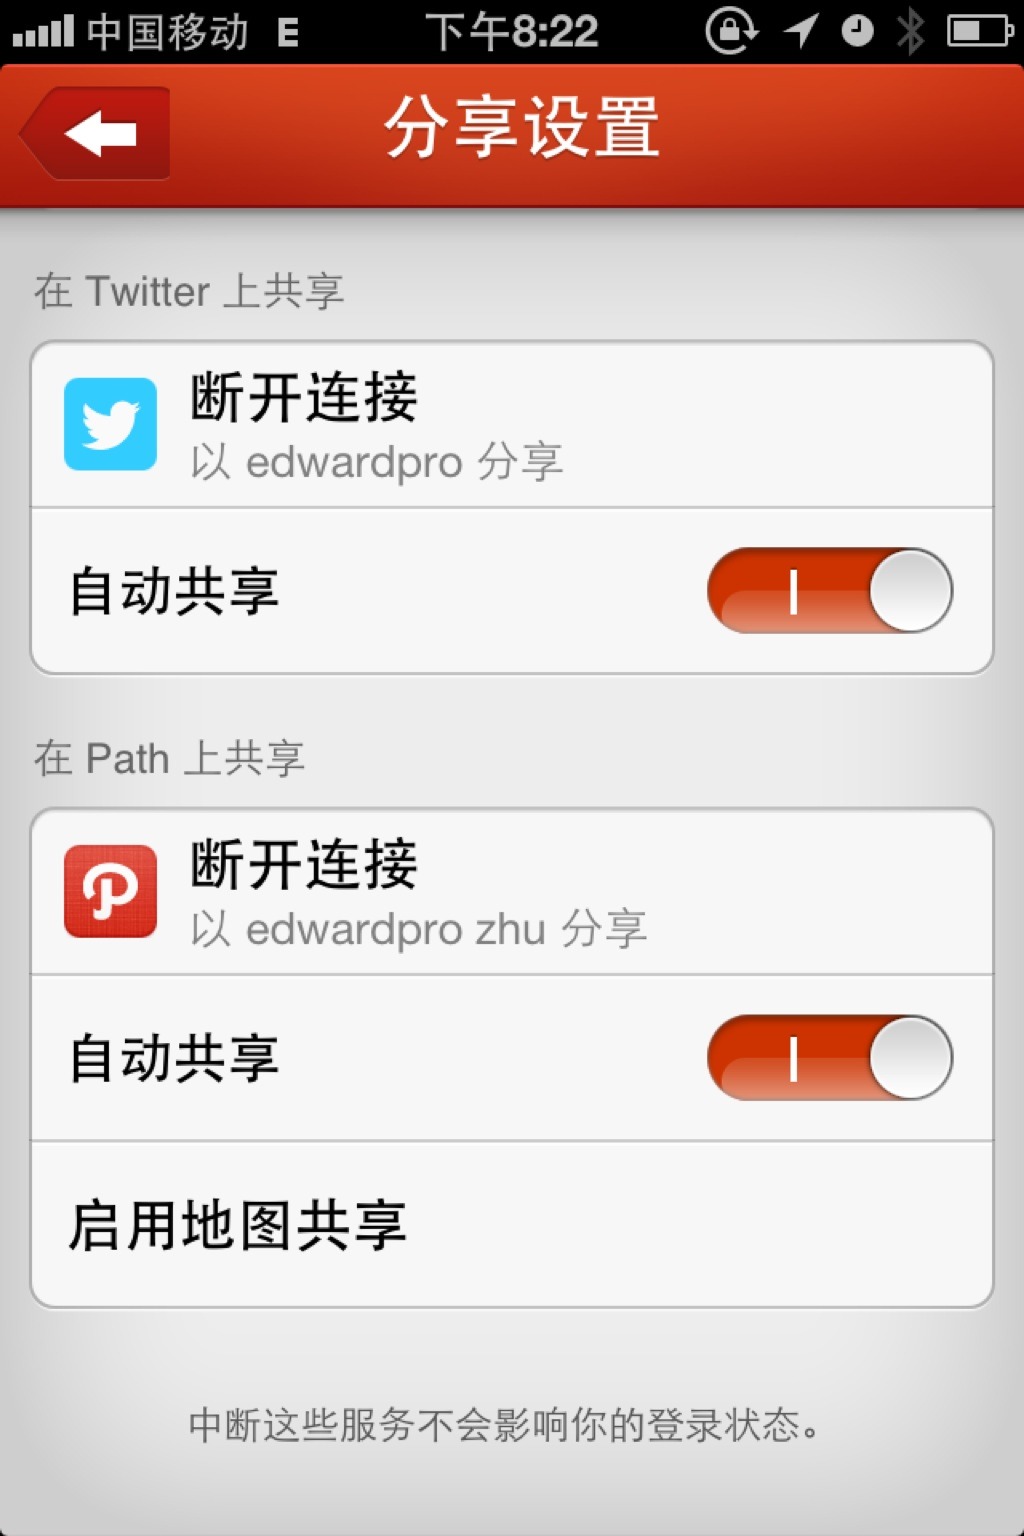 中国移动 E 下午8:22
分享设置
在 Twitter 上共享
断开连接
以 edwardpro 分享
自动共享
在 Path 上共享
断开连接
以 edwardpro zhu 分享
自动共享
启用地图共享
中断这些服务不会影响你的登录状态。